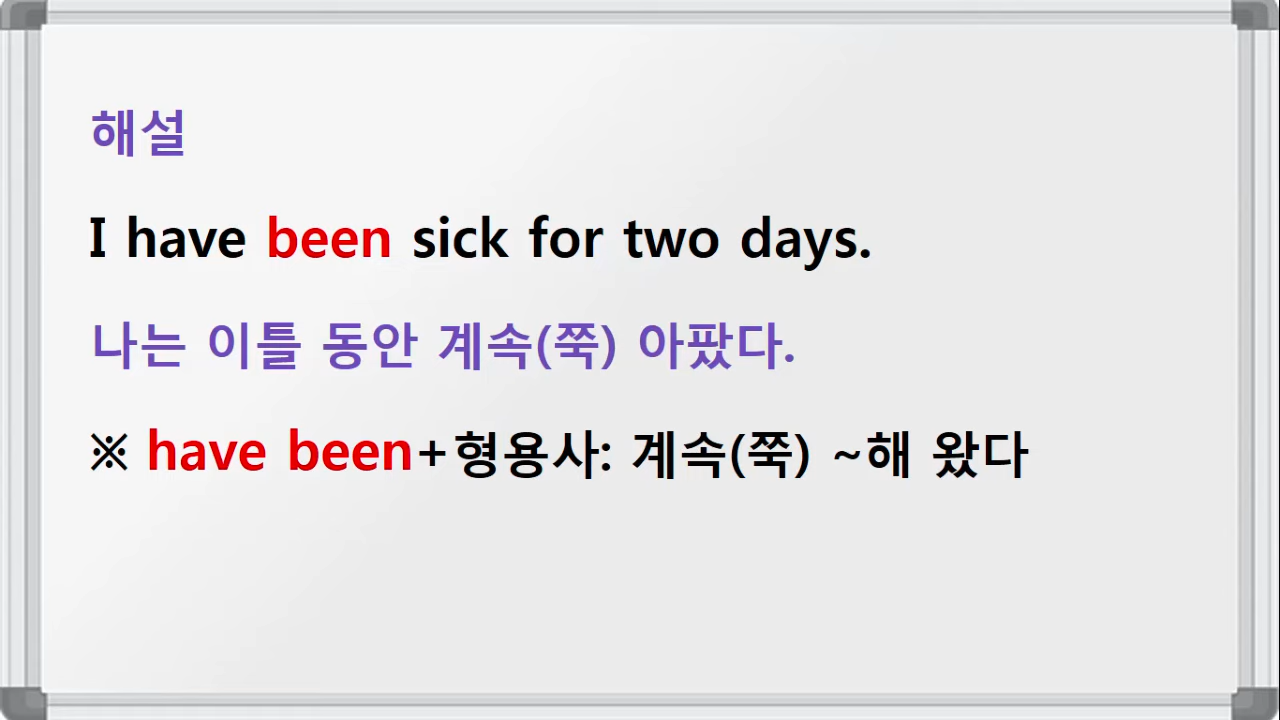 해설
I have been sick for two days.
나는 이틀 동안 계속(쭉) 아팠다.
※ have been+형용사: 계속(쭉) ~해 왔다